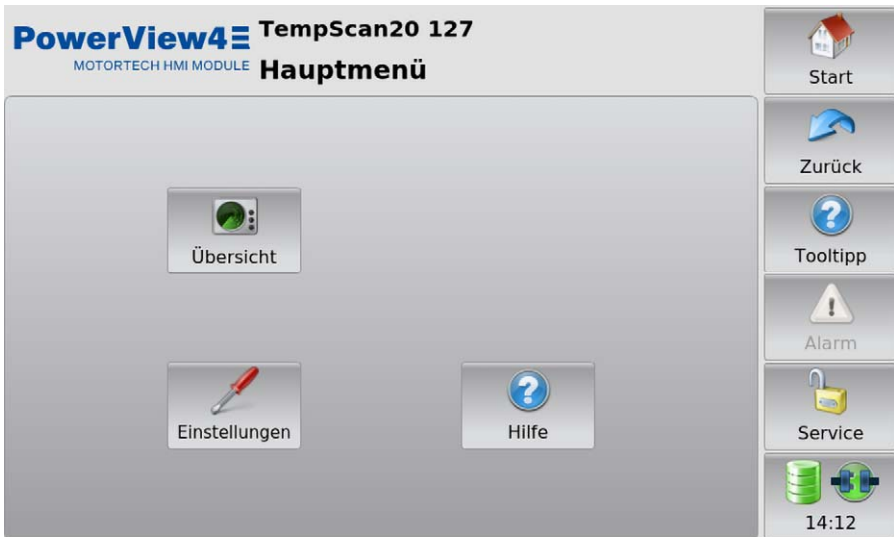 PowerView4
MOTORTECH HMI MODULE
TempScan20 127
Hauptmenü
Übersicht
Einstellungen
Hilfe
Start
Zurück
Tooltipp
Alarm
Service
14:12